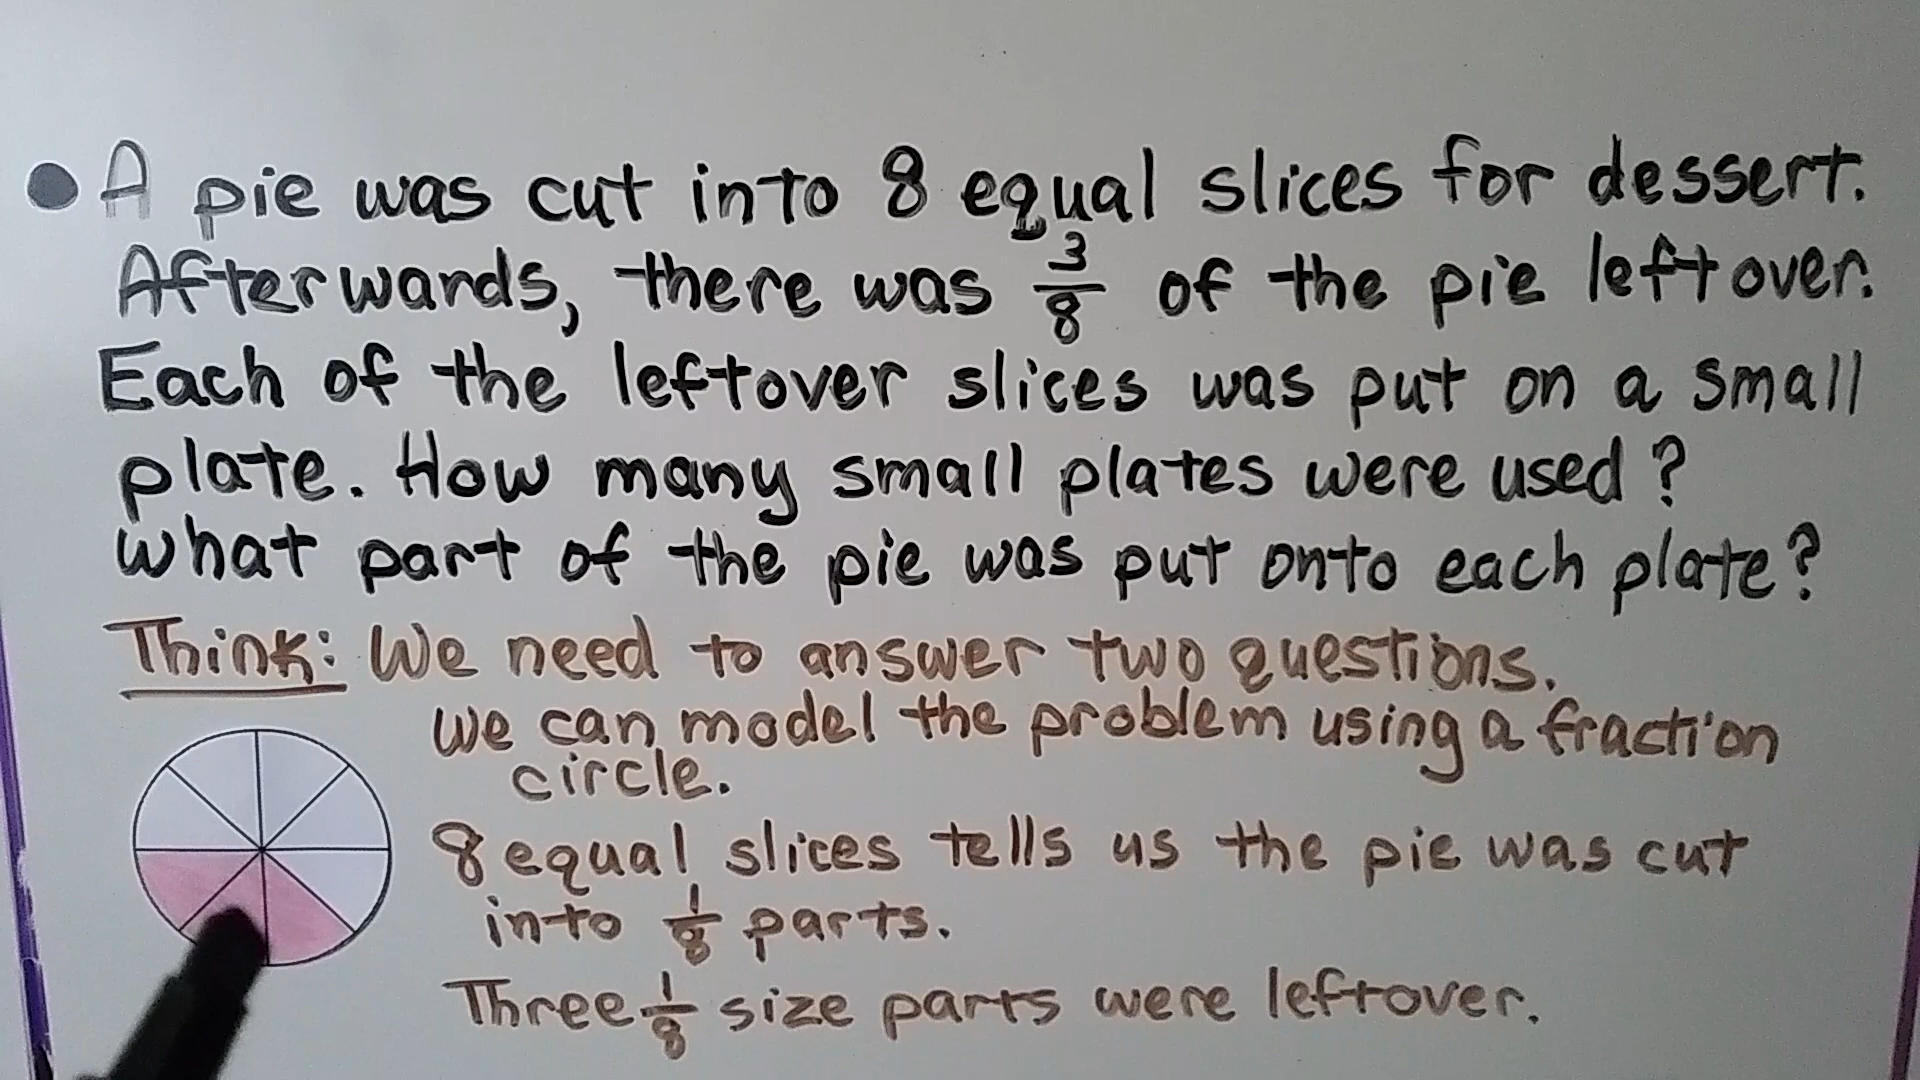 A pie was cut into 8 equal slices for dessert.
Afterwards, there was 3/8 of the pie leftover.
Each of the leftover slices was put on a small
plate. How many small plates were used?
What part of the pie was put onto each plate?
Think: We need to answer two questions.
We can model the problem using a fraction
circle.
8 equal slices tells us the pie was cut
into 1/8 parts.
Three 1/8 size parts were leftover.